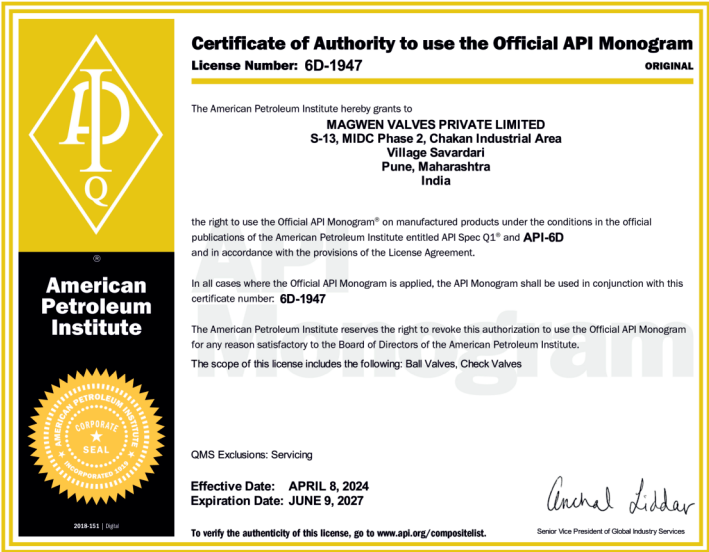 Certificate of Authority to use the Official API Monogram
License Number: 6D-1947
ORIGINAL
The American Petroleum Institute hereby grants to
MAGWEN VALVES PRIVATE LIMITED
S-13, MIDC Phase 2, Chakan Industrial Area
Village Savardari
Pune, Maharashtra
India
the right to use the Official API Monogram® on manufactured products under the conditions in the official
publications of the American Petroleum Institute entitled API Spec Q1® and API-6D
and in accordance with the provisions of the License Agreement.
In all cases where the Official API Monogram is applied, the API Monogram shall be used in conjunction with this
certificate number: 6D-1947
The American Petroleum Institute reserves the right to revoke this authorization to use the Official API Monogram
for any reason satisfactory to the Board of Directors of the American Petroleum Institute.
The scope of this license includes the following: Ball Valves, Check Valves
QMS Exclusions: Servicing
Effective Date: APRIL 8, 2024
Expiration Date: JUNE 9, 2027
To verify the authenticity of this license, go to www.api.org/compositelist.
Anchal Liddar
Senior Vice President of Global Industry Services
API
Monogram
API
Q
®
American
Petroleum
Institute
AMERICAN PETROLEUM INSTITUTE
CORPORATE
SEAL
INCORPORATED 1919
2018-151 | Digital